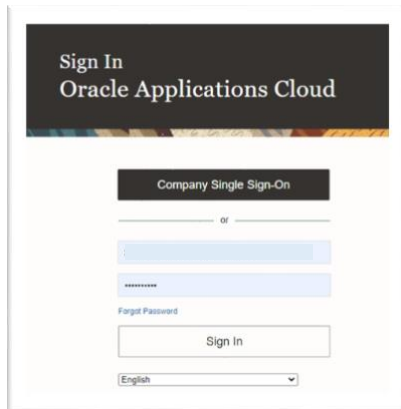 Sign In
Oracle Applications Cloud
Company Single Sign-On
or
••••••••••
Forgot Password
Sign In
English